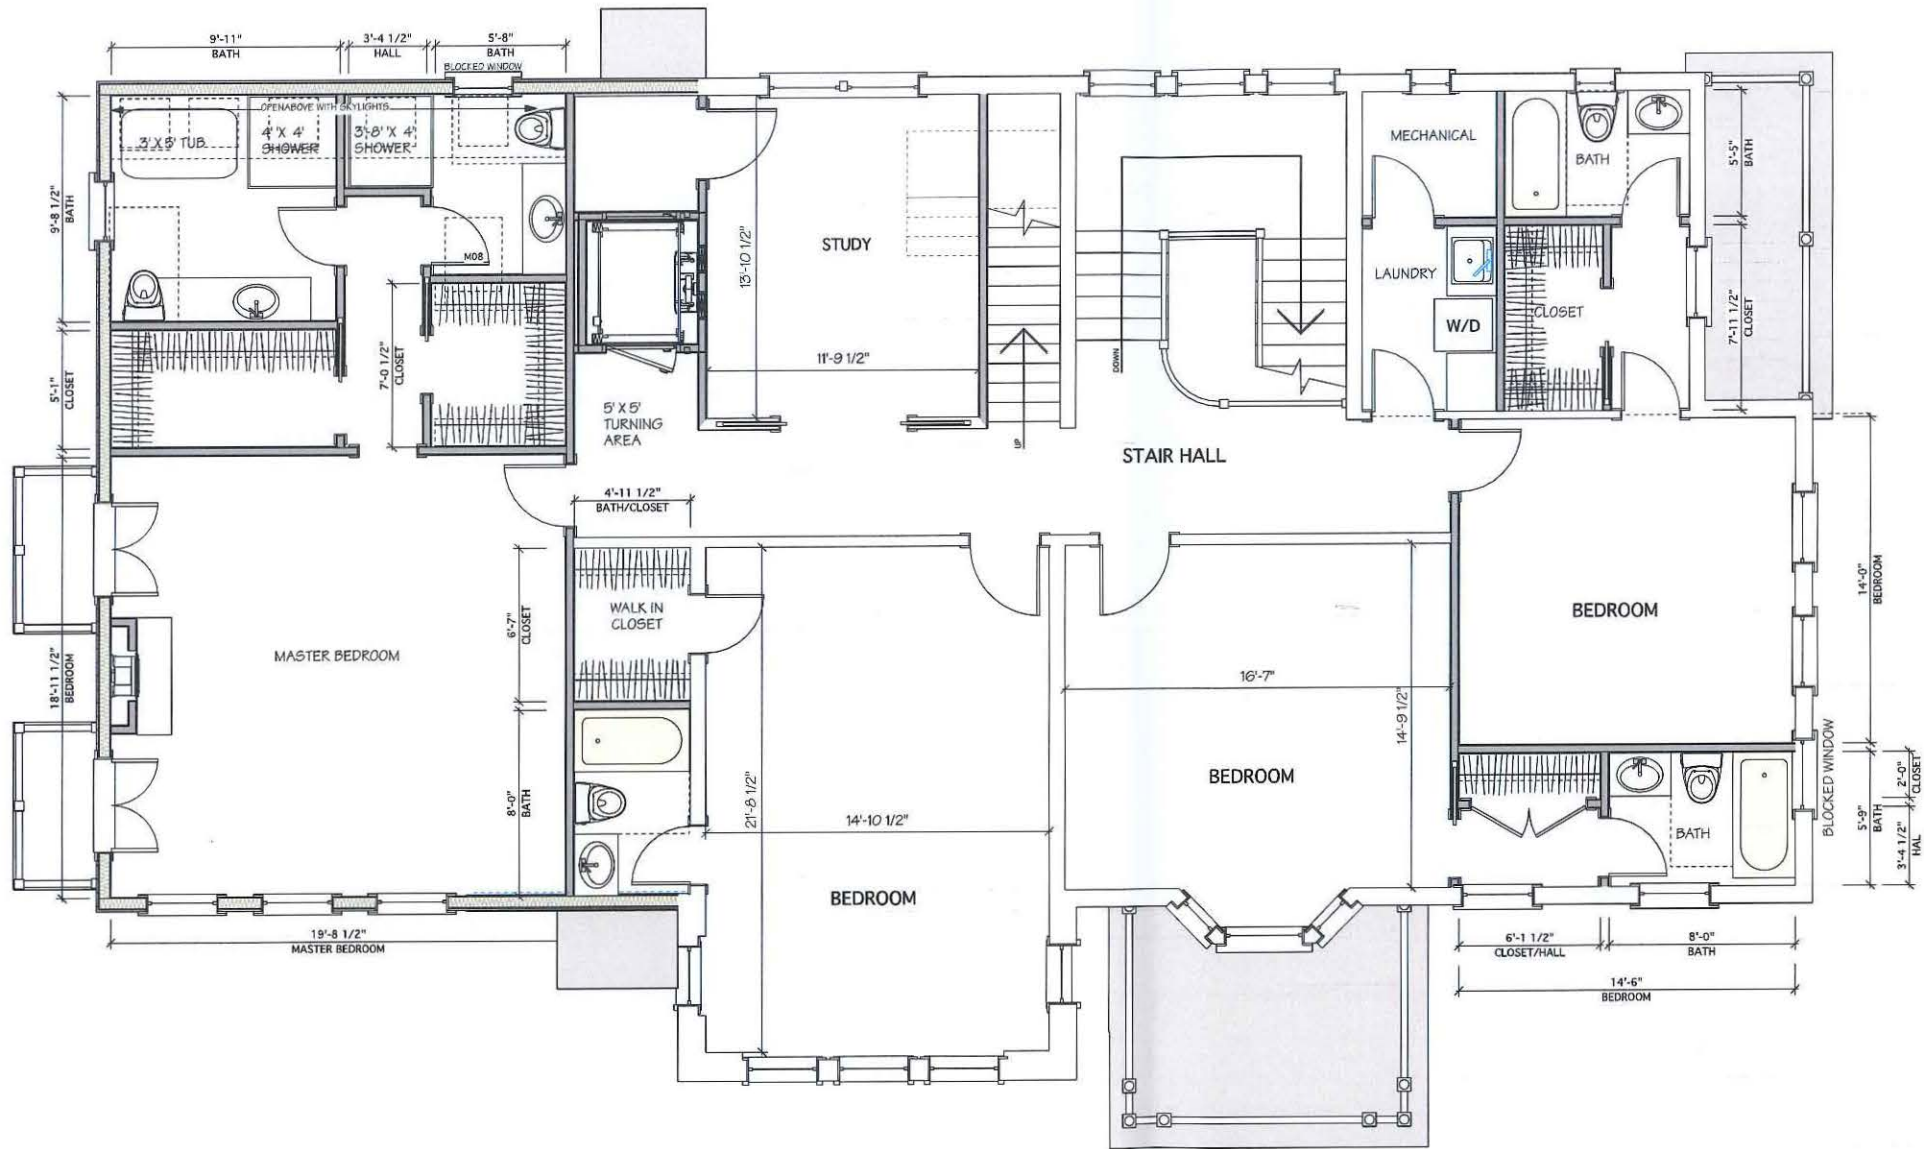 9'-11"
BATH
3'-4 1/2"
HALL
5'-8"
BATH
BLOCKED WINDOW
OPEN ABOVE WITH SKYLIGHTS
3' X 5' TUB
4' X 4'
SHOWER
3'-8' X 4'
SHOWER
9'-8 1/2"
BATH
M08
5'-1"
CLOSET
7'-0 1/2"
CLOSET
13'-10 1/2"
STUDY
11'-9 1/2"
5' X 5'
TURNING
AREA
UP
DOWN
MECHANICAL
LAUNDRY
W/D
BATH
CLOSET
5'-5"
BATH
7'-11 1/2"
CLOSET
STAIR HALL
4'-11 1/2"
BATH/CLOSET
WALK IN
CLOSET
6'-7"
CLOSET
8'-0"
BATH
MASTER BEDROOM
18'-11 1/2"
BEDROOM
19'-8 1/2"
MASTER BEDROOM
21'-8 1/2"
14'-10 1/2"
BEDROOM
16'-7"
14'-9 1/2"
BEDROOM
BEDROOM
14'-0"
BEDROOM
BLOCKED WINDOW
BATH
2'-0"
CLOSET
5'-9"
BATH
3'-4 1/2"
HAL
6'-1 1/2"
CLOSET/HALL
8'-0"
BATH
14'-6"
BEDROOM